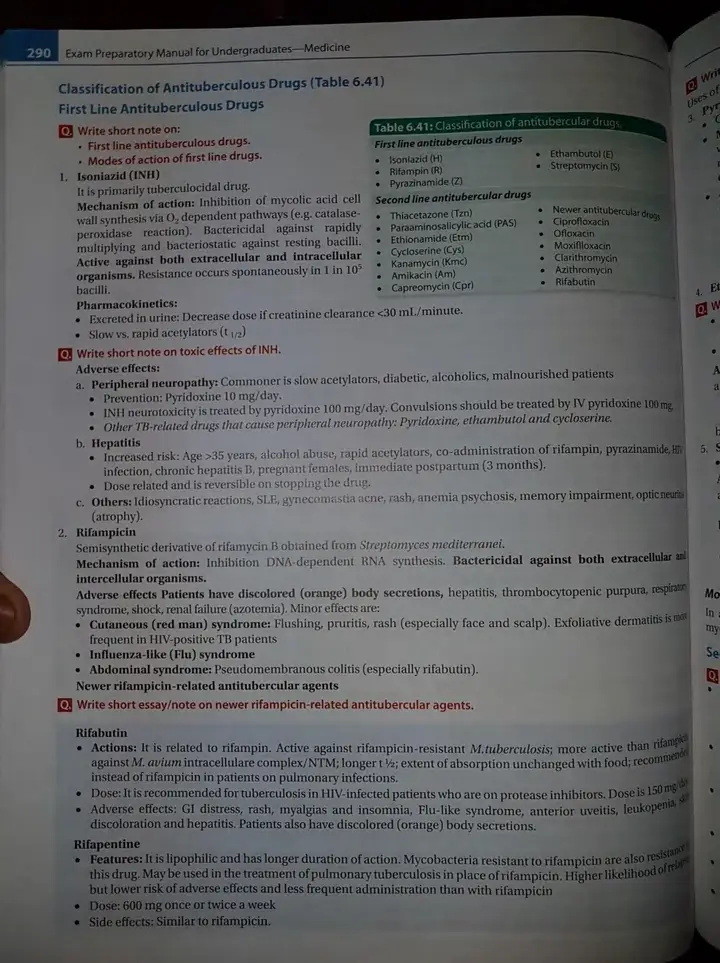 290 Exam Preparatory Manual for Undergraduates—Medicine
Classification of Antituberculous Drugs (Table 6.41)
First Line Antituberculous Drugs
Q. Write short note on:
• First line antituberculous drugs.
• Modes of action of first line drugs.
1. Isoniazid (INH)
It is primarily tuberculocidal drug.
Mechanism of action: Inhibition of mycolic acid cell
wall synthesis via O₂ dependent pathways (e.g. catalase-
peroxidase reaction). Bactericidal against rapidly
multiplying and bacteriostatic against resting bacilli.
Active against both extracellular and intracellular
organisms. Resistance occurs spontaneously in 1 in 10⁵
bacilli.
Table 6.41: Classification of antitubercular drugs
First line antituberculous drugs
• Isoniazid (H)
• Rifampin (R)
• Pyrazinamide (Z)
• Ethambutol (E)
• Streptomycin (S)
Second line antitubercular drugs
• Thiacetazone (Tzn)
• Paraaminosalicylic acid (PAS)
• Ethionamide (Etm)
• Cycloserine (Cys)
• Kanamycin (Kmc)
• Amikacin (Am)
• Capreomycin (Cpr)
• Newer antitubercular drugs
• Ciprofloxacin
• Ofloxacin
• Moxiflloxacin
• Clarithromycin
• Azithromycin
• Rifabutin
Pharmacokinetics:
• Excreted in urine: Decrease dose if creatinine clearance <30 mL/minute.
• Slow vs. rapid acetylators (t 1/2)
Q. Write short note on toxic effects of INH.
Adverse effects:
a. Peripheral neuropathy: Commoner is slow acetylators, diabetic, alcoholics, malnourished patients
• Prevention: Pyridoxine 10 mg/day.
• INH neurotoxicity is treated by pyridoxine 100 mg/day. Convulsions should be treated by IV pyridoxine 100 mg.
• Other TB-related drugs that cause peripheral neuropathy: Pyridoxine, ethambutol and cycloserine.
b. Hepatitis
• Increased risk: Age >35 years, alcohol abuse, rapid acetylators, co-administration of rifampin, pyrazinamide, HIV
infection, chronic hepatitis B, pregnant females, immediate postpartum (3 months).
• Dose related and is reversible on stopping the drug.
c. Others: Idiosyncratic reactions, SLE, gynecomastia acne, rash, anemia psychosis, memory impairment, optic neuritis
(atrophy).
2. Rifampicin
Semisynthetic derivative of rifamycin B obtained from Streptomyces mediterranei.
Mechanism of action: Inhibition DNA-dependent RNA synthesis. Bactericidal against both extracellular and
intercellular organisms.
Adverse effects Patients have discolored (orange) body secretions, hepatitis, thrombocytopenic purpura, respiratory
syndrome, shock, renal failure (azotemia). Minor effects are:
• Cutaneous (red man) syndrome: Flushing, pruritis, rash (especially face and scalp). Exfoliative dermatitis is more
frequent in HIV-positive TB patients
• Influenza-like (Flu) syndrome
• Abdominal syndrome: Pseudomembranous colitis (especially rifabutin).
Newer rifampicin-related antitubercular agents
Q. Write short essay/note on newer rifampicin-related antitubercular agents.
Rifabutin
• Actions: It is related to rifampin. Active against rifampicin-resistant M.tuberculosis; more active than rifampicin
against M. avium intracellulare complex/NTM; longer t ½; extent of absorption unchanged with food; recommended
instead of rifampicin in patients on pulmonary infections.
• Dose: It is recommended for tuberculosis in HIV-infected patients who are on protease inhibitors. Dose is 150 mg/day
• Adverse effects: GI distress, rash, myalgias and insomnia, Flu-like syndrome, anterior uveitis, leukopenia, skin
discoloration and hepatitis. Patients also have discolored (orange) body secretions.
Rifapentine
• Features: It is lipophilic and has longer duration of action. Mycobacteria resistant to rifampicin are also
this drug. May be used in the treatment of pulmonary tuberculosis in place of rifampicin. Higher likelihood of relapse
but lower risk of adverse effects and less frequent administration than with rifampicin
• Dose: 600 mg once or twice a week
• Side effects: Similar to rifampicin.
Uses of
3.
4.
Q.
5.
In
my
Q.